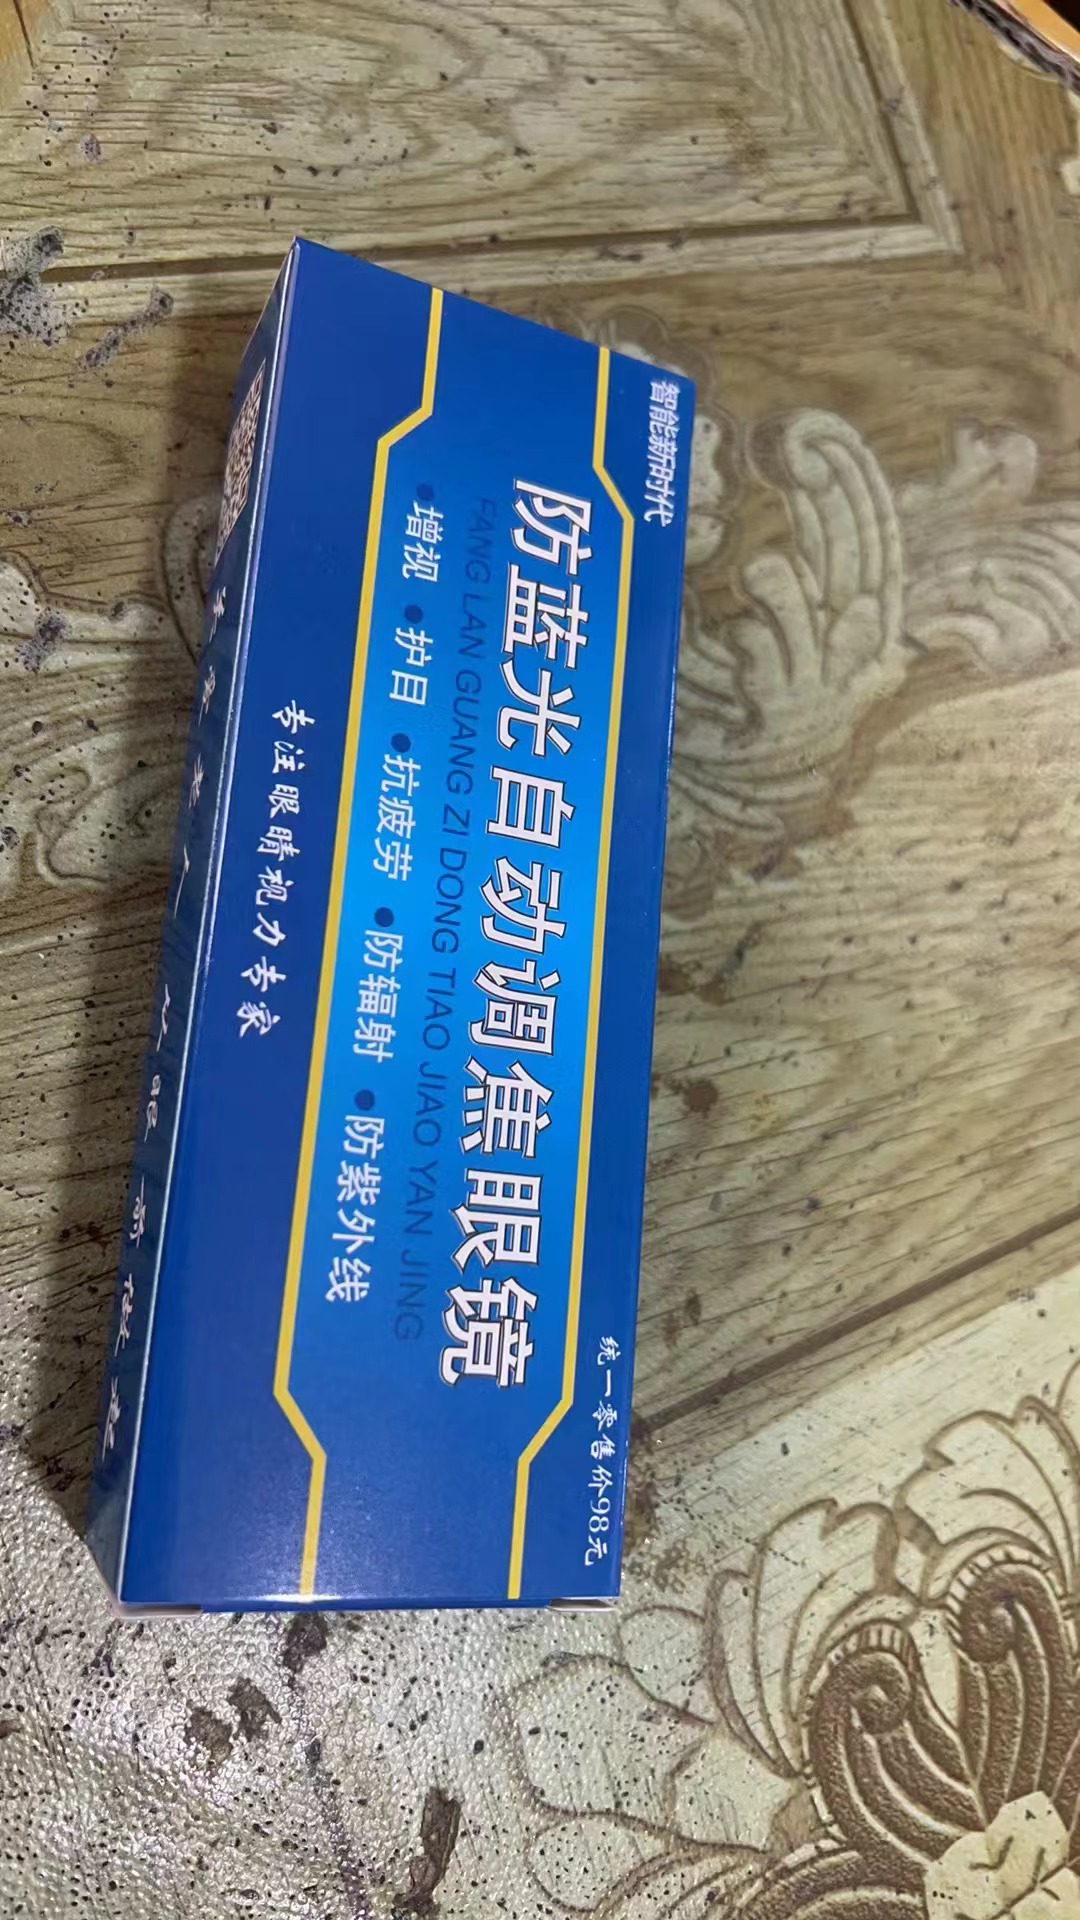 智能新时代
防蓝光自动调焦眼镜
FANG LAN GUANG ZI DONG TIAO JIAO YAN JING
•增视 •护目 •抗疲劳 •防辐射 •防紫外线
统一零售价98元
专注眼睛视力专家